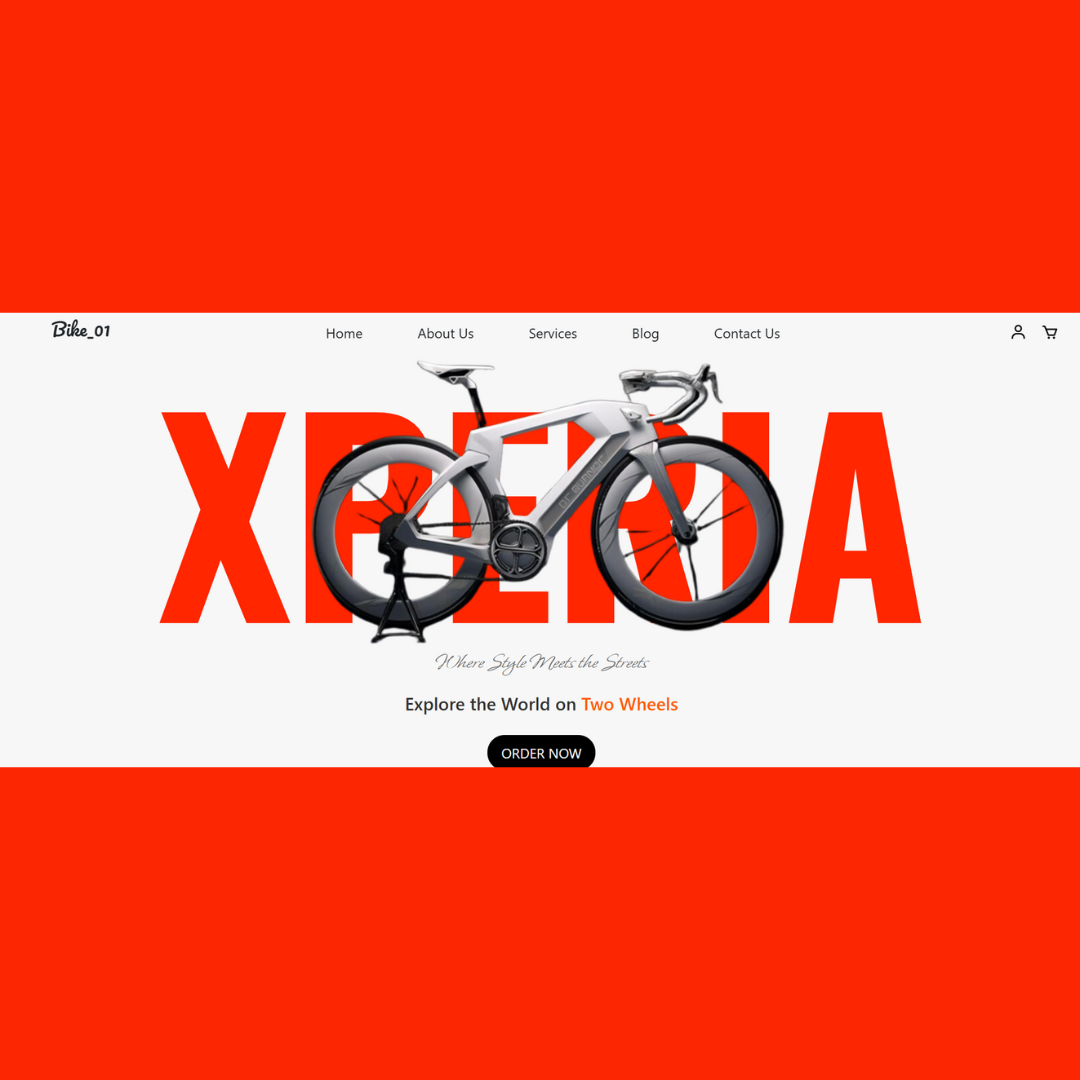 Bike_01
Home About Us Services Blog Contact Us
XPERIA
Where Style Meets the Streets
Explore the World on Two Wheels
ORDER NOW